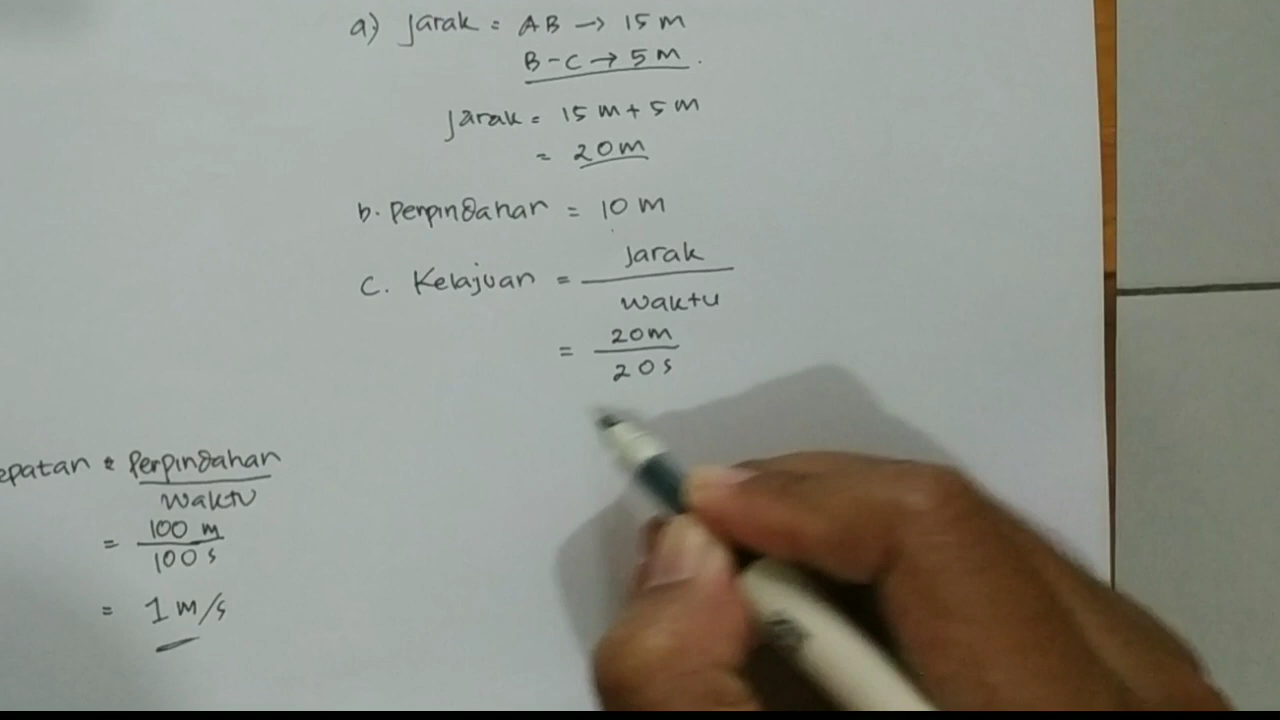 a) Jarak = AB → 15 m
B-C → 5 m.
Jarak = 15 m + 5 m
= 20 m
b. Perpindahan = 10 m
c. Kelajuan = Jarak
waktu
= 20 m
20 s
epatan = Perpindahan
Waktu
= 100 m
100 s
= 1 m/s